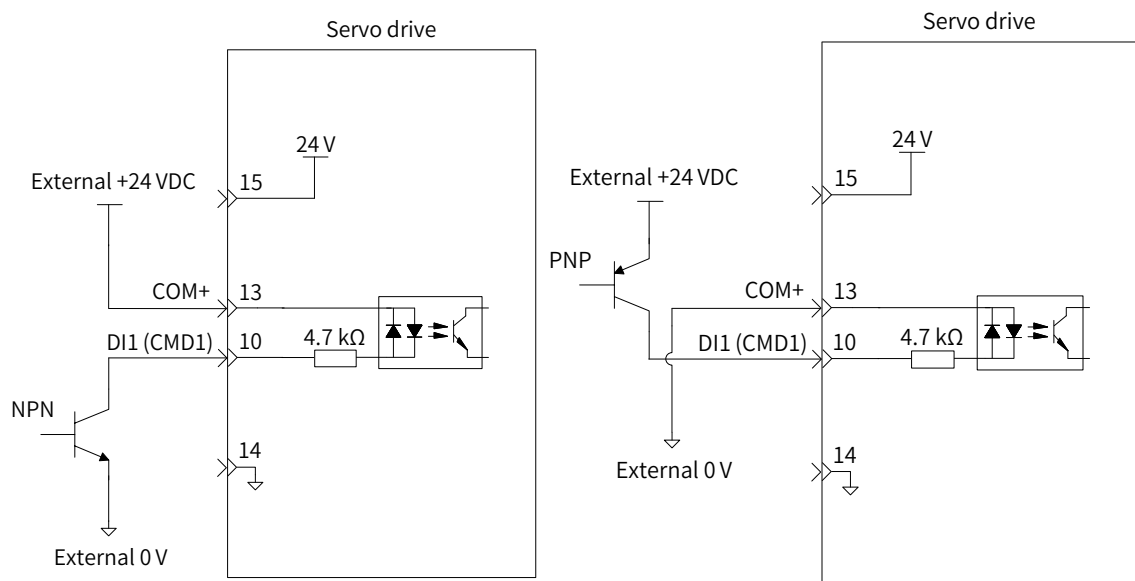 Servo drive
24 V
15
External +24 VDC
COM+
13
DI1 (CMD1)
10
4.7 kΩ
NPN
14
External 0 V
Servo drive
24 V
15
External +24 VDC
PNP
COM+
13
DI1 (CMD1)
10
4.7 kΩ
14
External 0 V